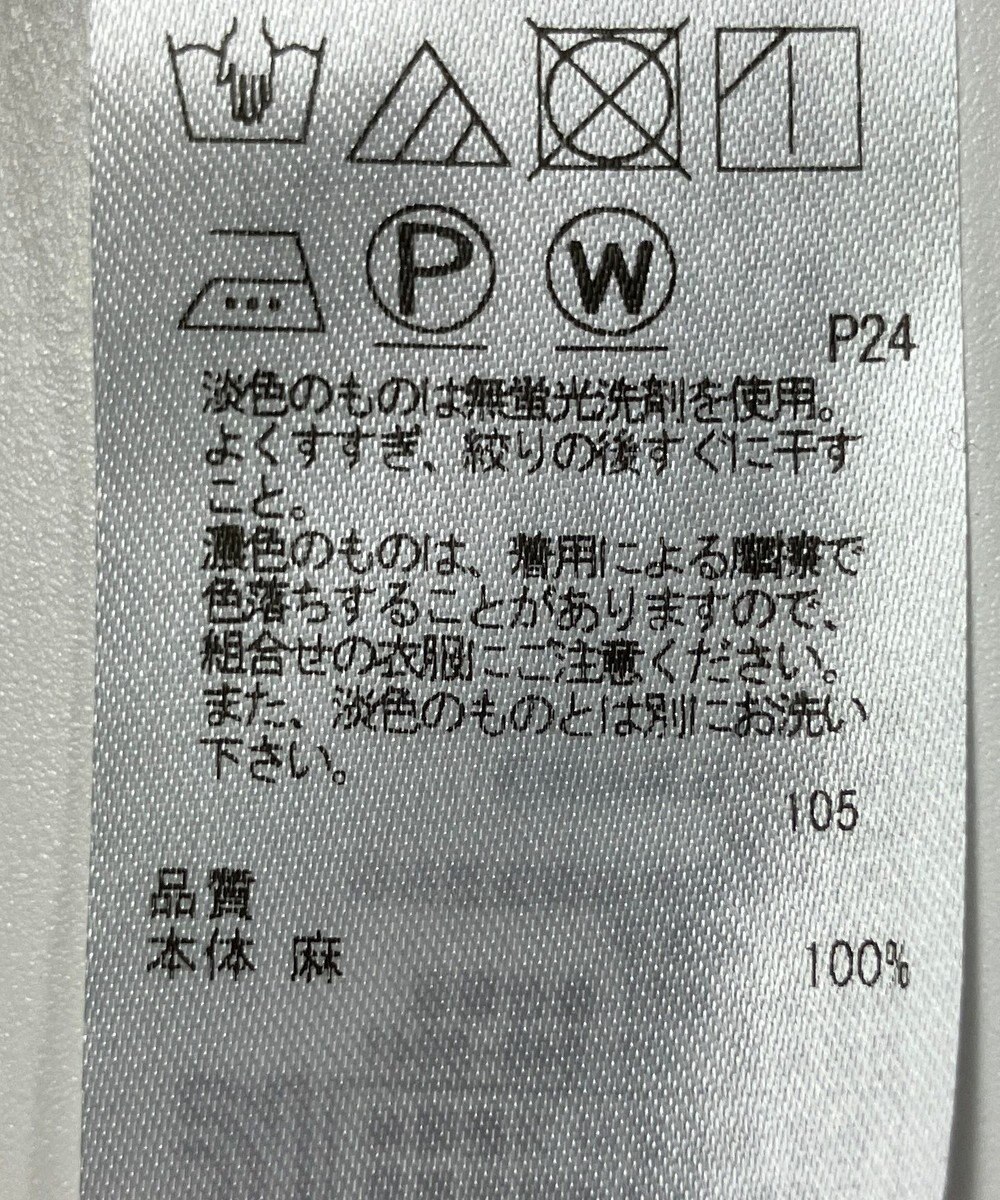 P
W
P24
淡色のものは無蛍光洗剤を使用。
よくすすぎ、絞りの後すぐに干す
こと。
濃色のものは、着用による摩擦で
色落ちすることがありますので、
組合せの衣服にご注意ください。
また、淡色のものとは別にお洗い
下さい。
105
品質
本体 麻 100%